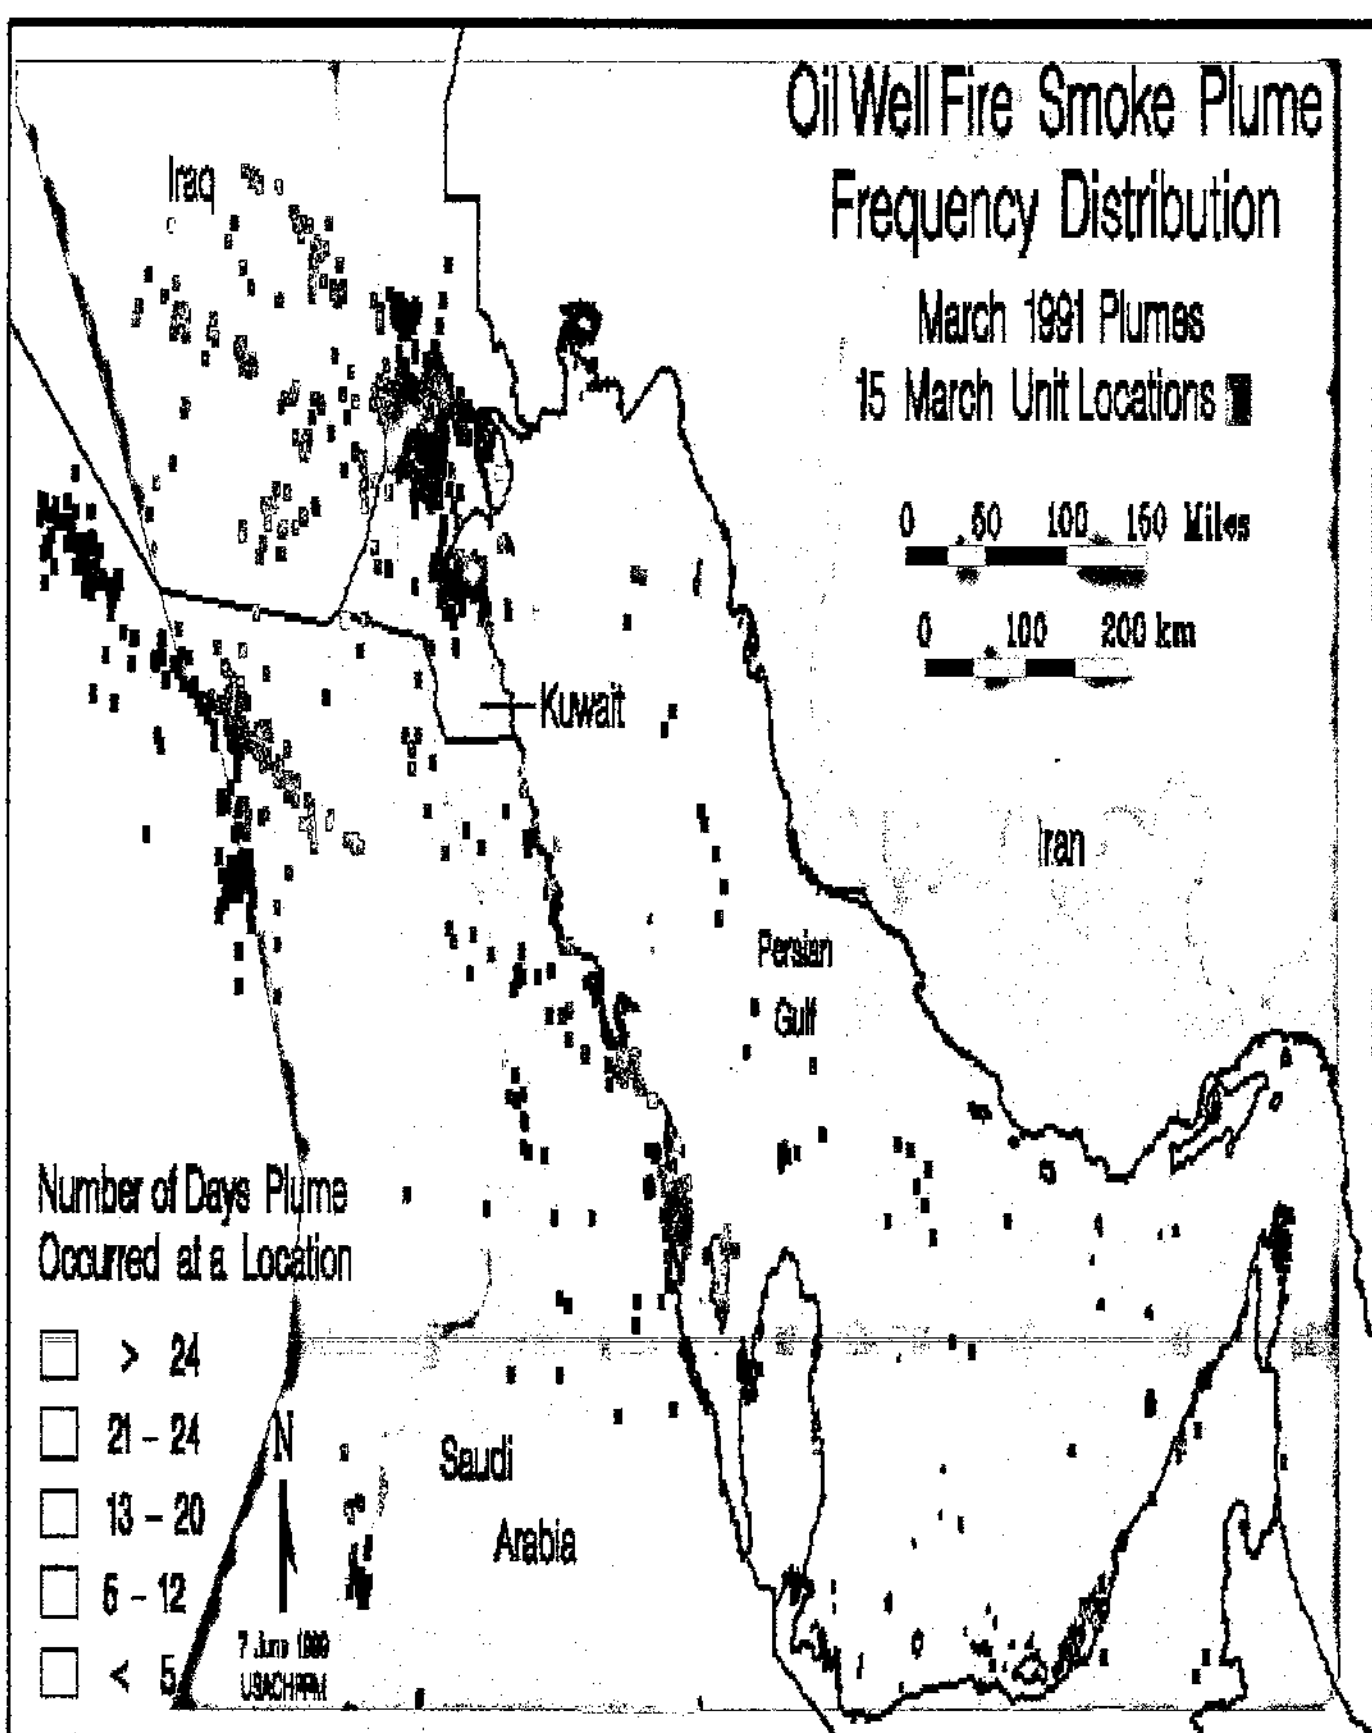 Oil Well Fire Smoke Plume
Frequency Distribution
March 1991 Plumes
15 March Unit Locations
0 50 100 150 Miles
0 100 200 km
Iraq
Kuwait
Iran
Persian
Gulf
Saudi
Arabia
Number of Days Plume
Occurred at a Location
> 24
21 - 24
13 - 20
6 - 12
< 5
N
7 June 1999
USACHPPM